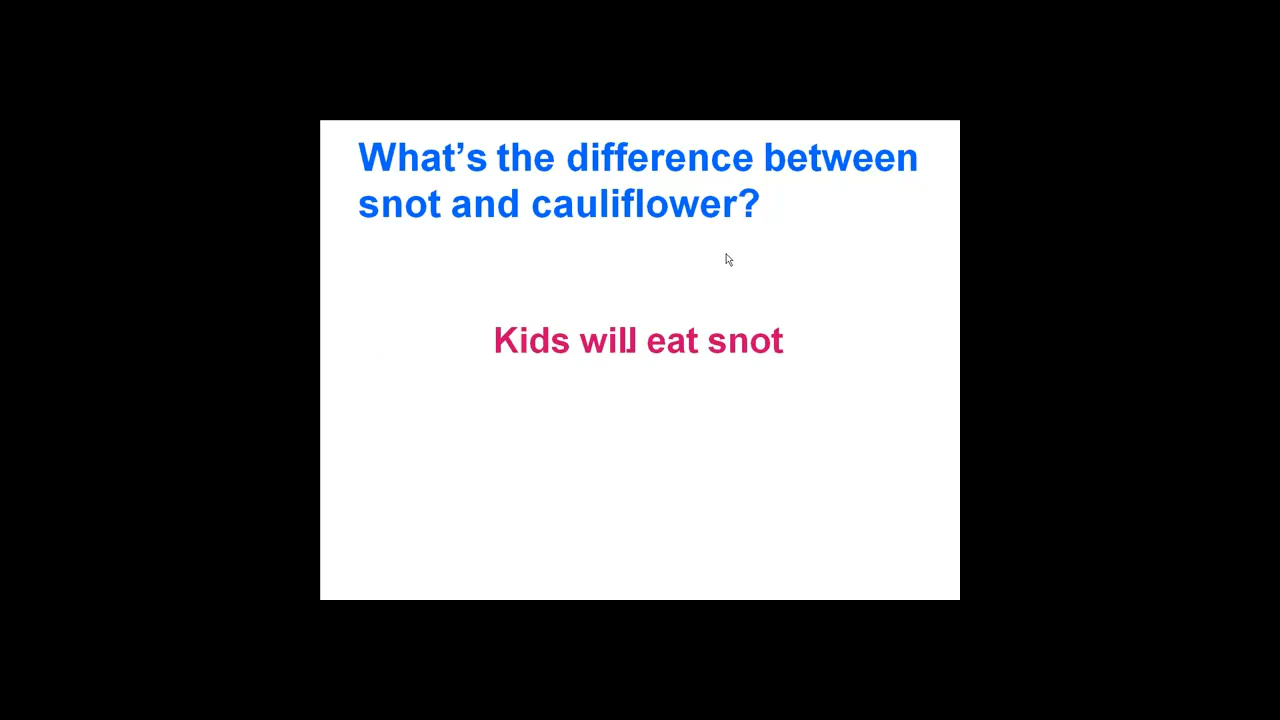 What’s the difference between
snot and cauliflower?
Kids will eat snot